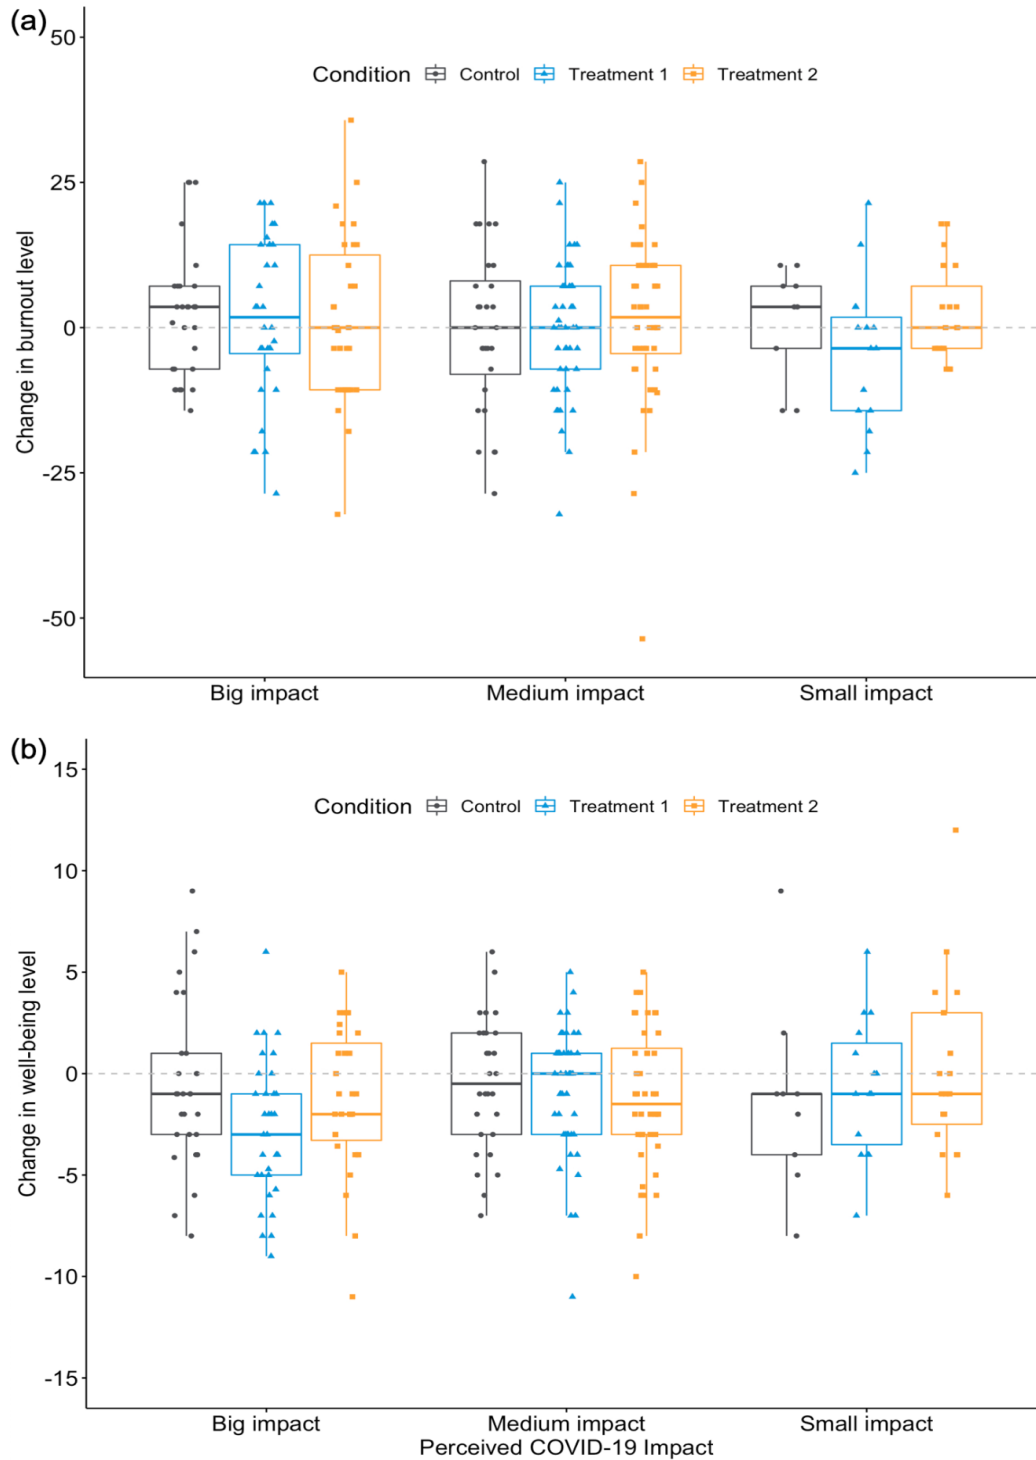 (a)
50
Condition Control Treatment 1 Treatment 2
25
Change in burnout level
0
-25
-50
Big impact Medium impact Small impact
(b)
15
Condition Control Treatment 1 Treatment 2
10
5
Change in well-being level
0
-5
-10
-15
Big impact Medium impact Small impact
Perceived COVID-19 Impact